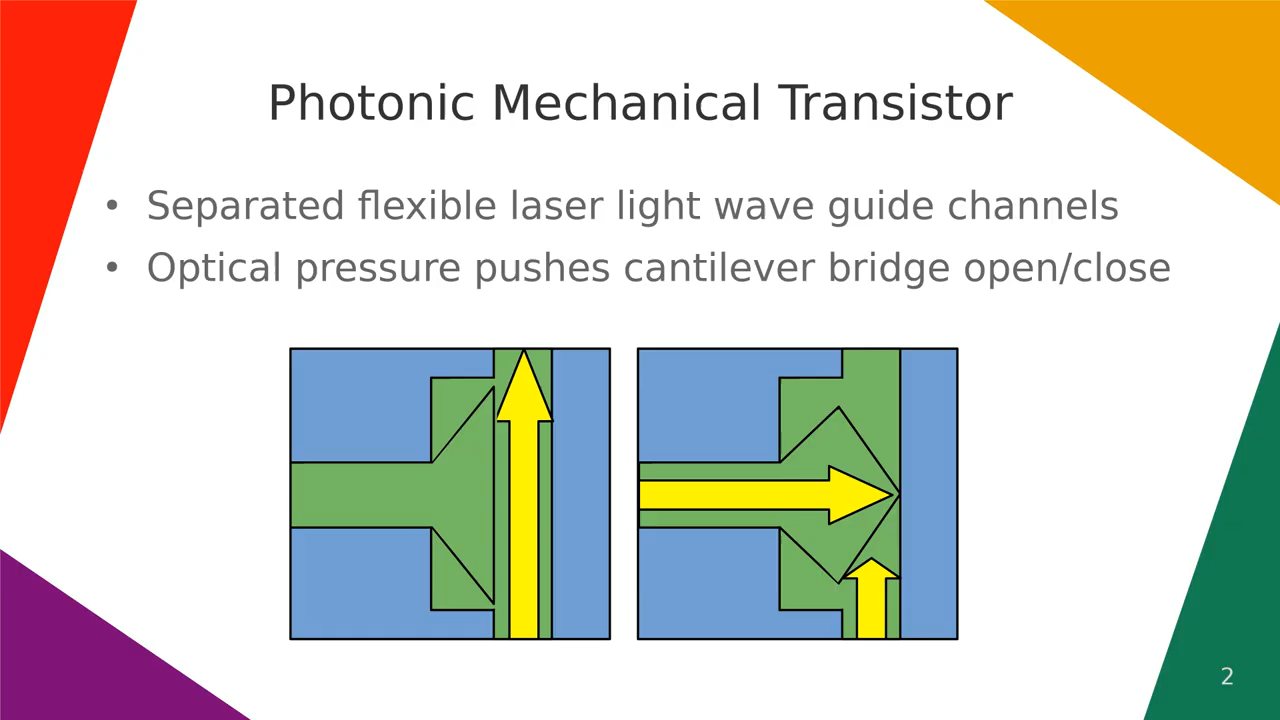 Photonic Mechanical Transistor
• Separated flexible laser light wave guide channels
• Optical pressure pushes cantilever bridge open/close
2